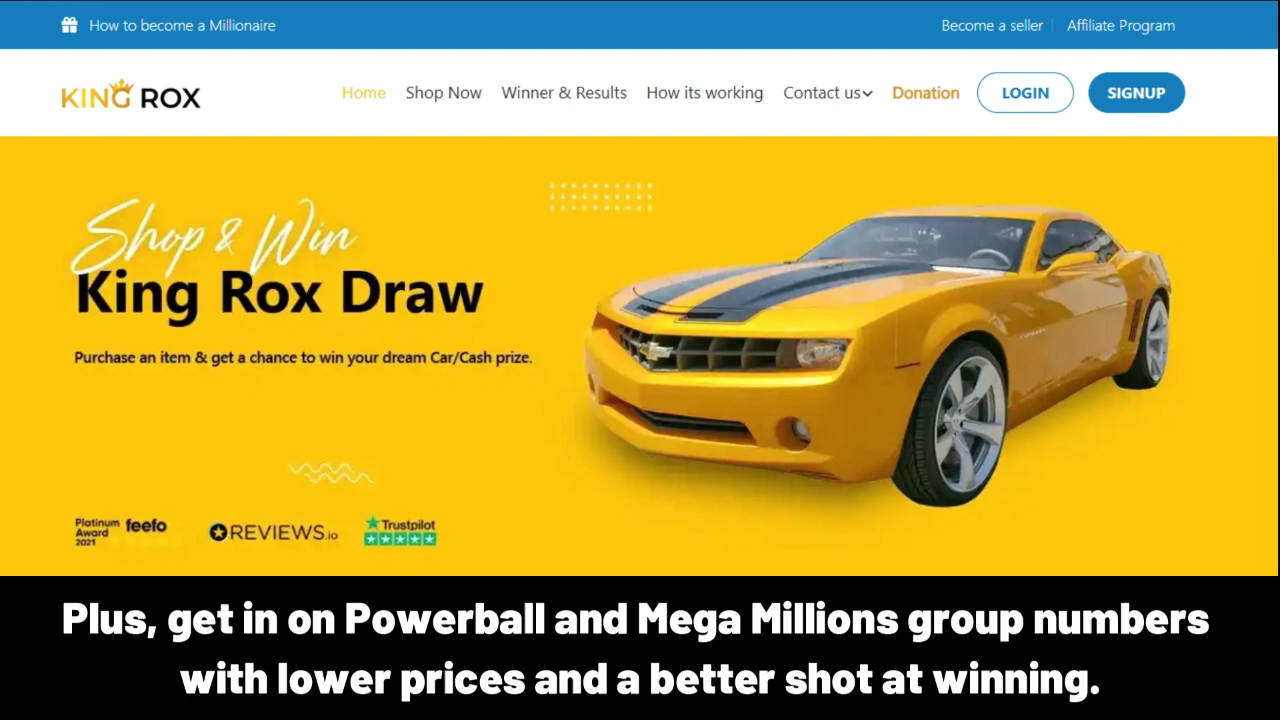 How to become a Millionaire
Become a seller
Affiliate Program
KING ROX
Home
Shop Now
Winner & Results
How its working
Contact us
Donation
LOGIN
SIGNUP
Shop & Win
King Rox Draw
Purchase an item & get a chance to win your dream Car/Cash prize.
Platinum
Award
2021
feefo
REVIEWS.io
Trustpilot
Plus, get in on Powerball and Mega Millions group numbers
with lower prices and a better shot at winning.